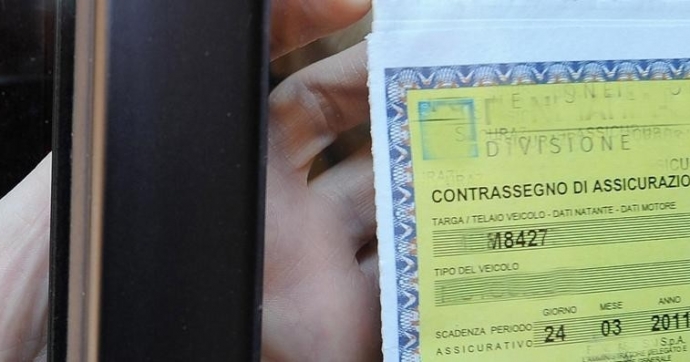 DIVISIONE
CONTRASSEGNO DI ASSICURAZIO
TARGA / TELAIO VEICOLO - DATI NATANTE - DATI MOTORE
M8427
TIPO DEL VEICOLO
GIORNO MESE ANNO
SCADENZA PERIODO 24 03 2011
ASSICURATIVO
S.p.A.